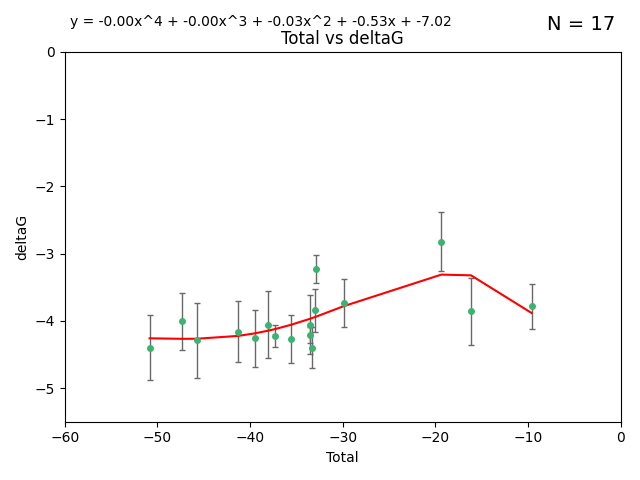 y = -0.00x^4 + -0.00x^3 + -0.03x^2 + -0.53x + -7.02
N = 17
Total vs deltaG
0
−1
−2
−3
−4
−5
deltaG
−60 −50 −40 −30 −20 −10 0
Total